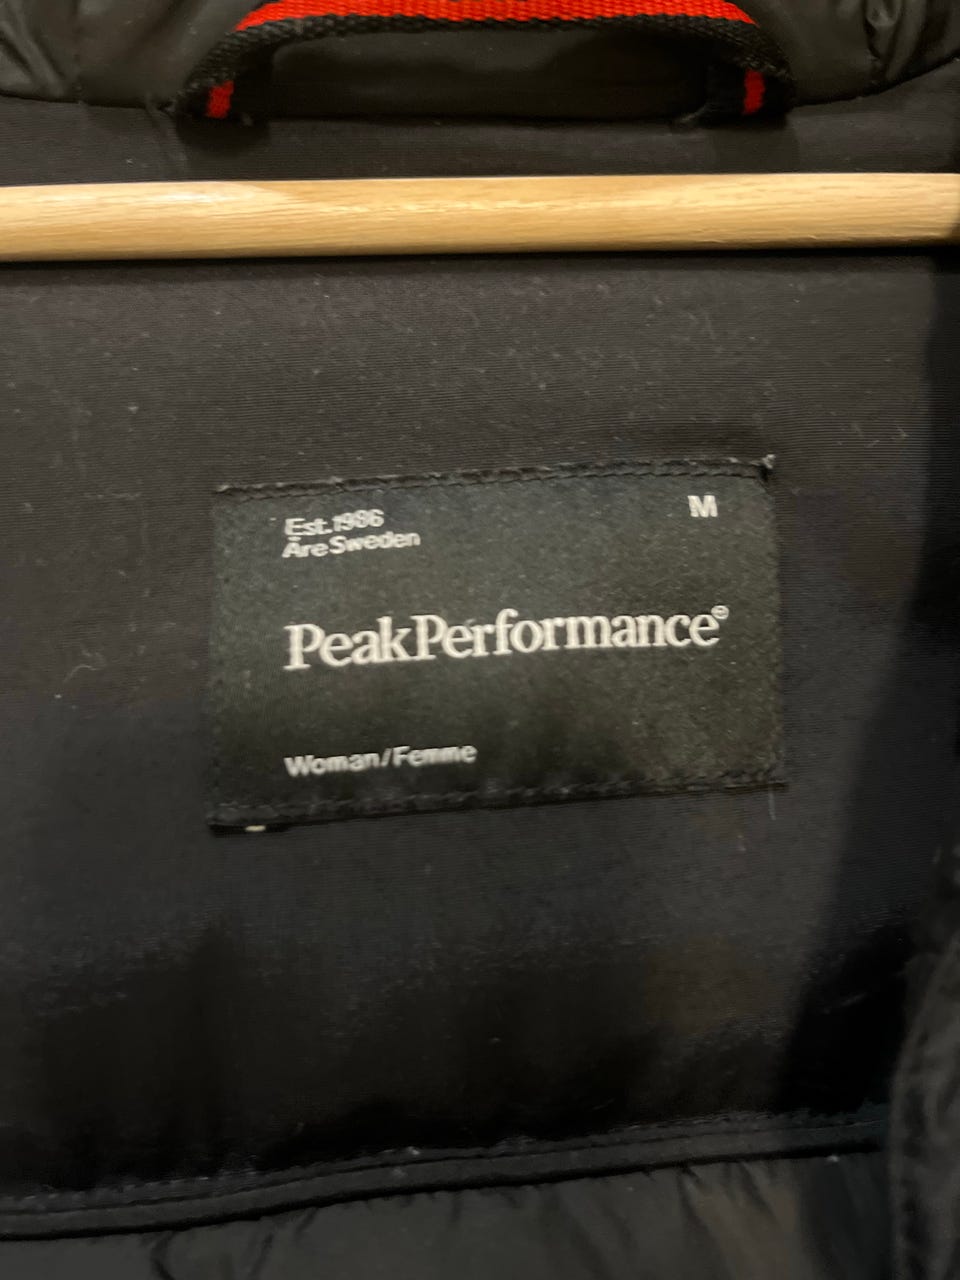 Est.1986
Åre Sweden
M
PeakPerformance®
Woman/Femme